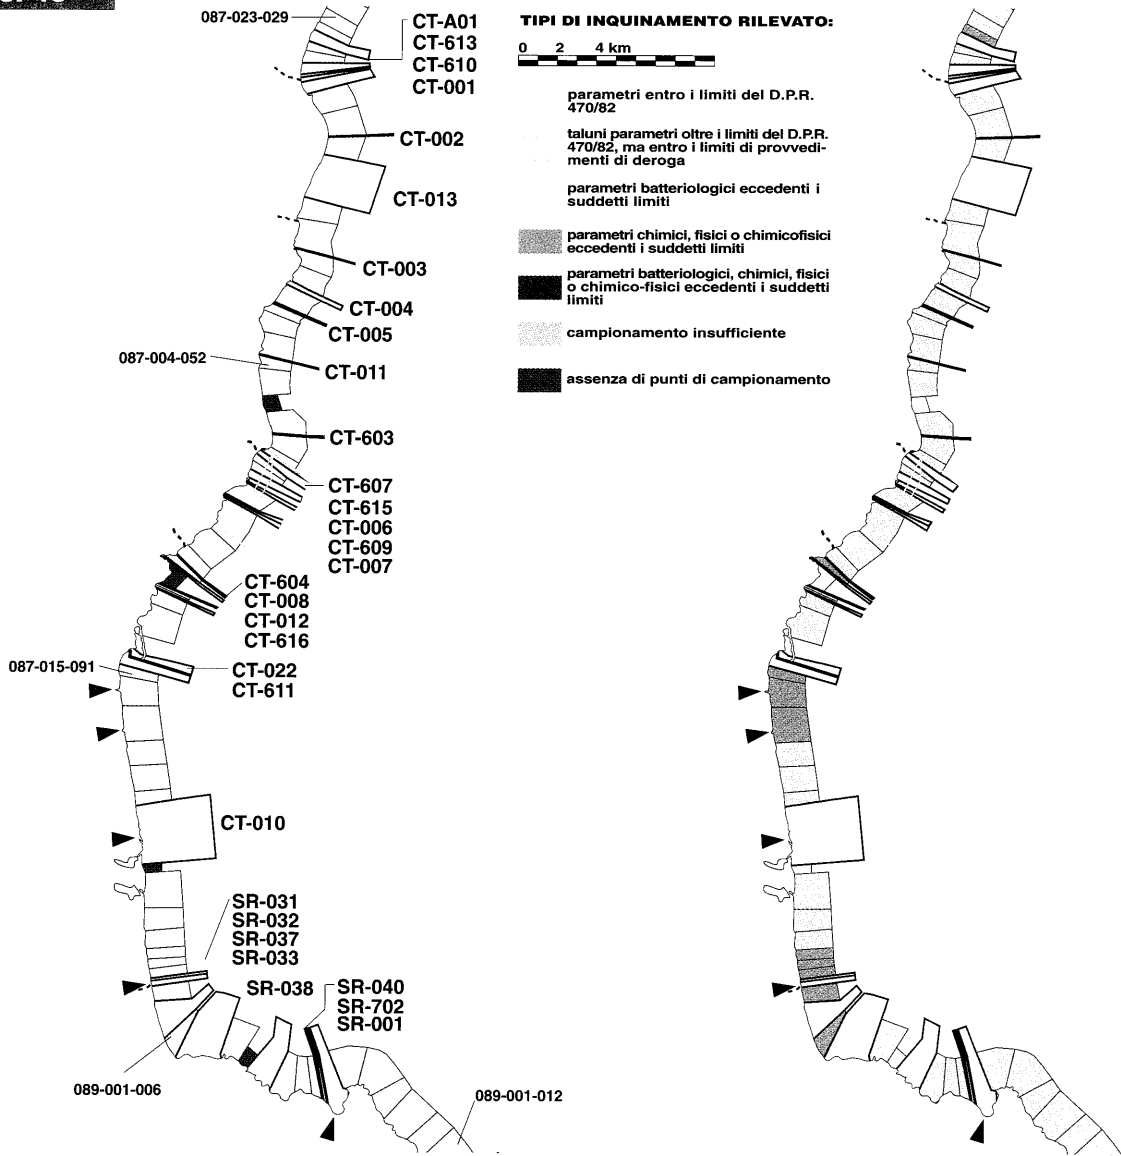 087-023-029
CT-A01
CT-613
CT-610
CT-001
CT-002
CT-013
CT-003
CT-004
CT-005
087-004-052
CT-011
CT-603
CT-607
CT-615
CT-006
CT-609
CT-007
CT-604
CT-008
CT-012
CT-616
087-015-091
CT-022
CT-611
CT-010
SR-031
SR-032
SR-037
SR-033
SR-038
SR-040
SR-702
SR-001
089-001-006
089-001-012
TIPI DI INQUINAMENTO RILEVATO:
0 2 4 km
parametri entro i limiti del D.P.R.
470/82
taluni parametri oltre i limiti del D.P.R.
470/82, ma entro i limiti di provvedi-
menti di deroga
parametri batteriologici eccedenti i
suddetti limiti
parametri chimici, fisici o chimicofisici
eccedenti i suddetti limiti
parametri batteriologici, chimici, fisici
o chimico-fisici eccedenti i suddetti
limiti
campionamento insufficiente
assenza di punti di campionamento